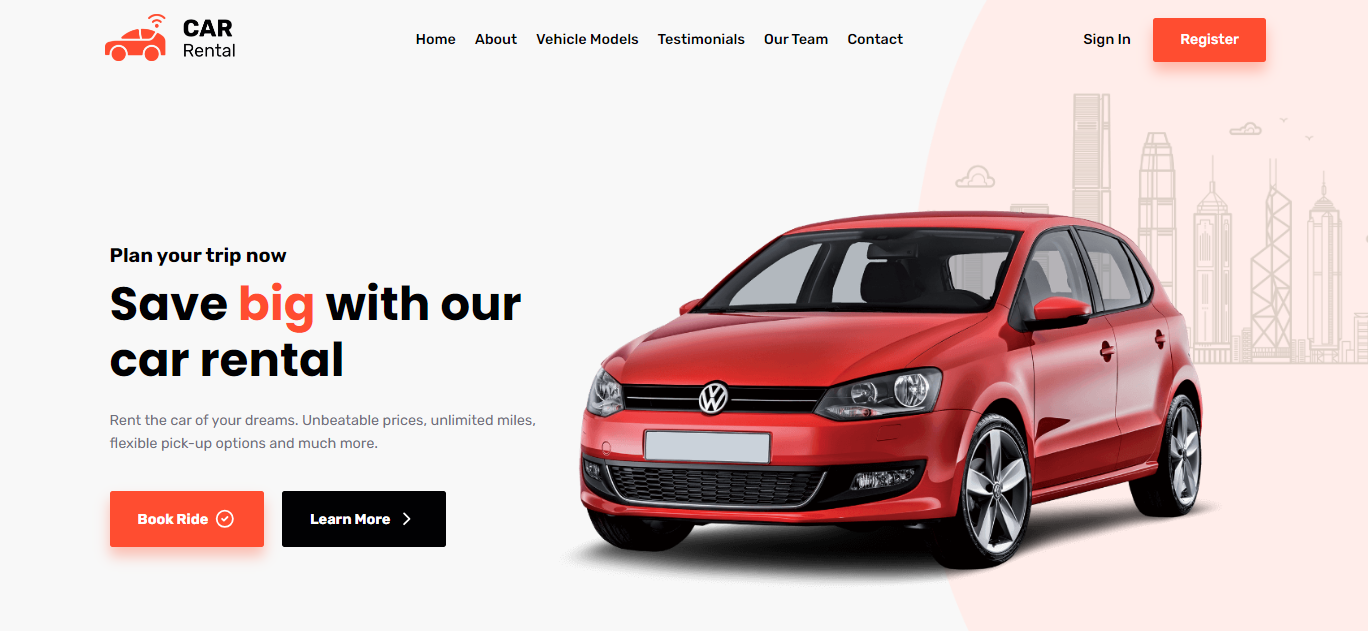 CAR
Rental
Home About Vehicle Models Testimonials Our Team Contact Sign In Register
Plan your trip now
Save big with our
car rental
Rent the car of your dreams. Unbeatable prices, unlimited miles,
flexible pick-up options and much more.
Book Ride Learn More